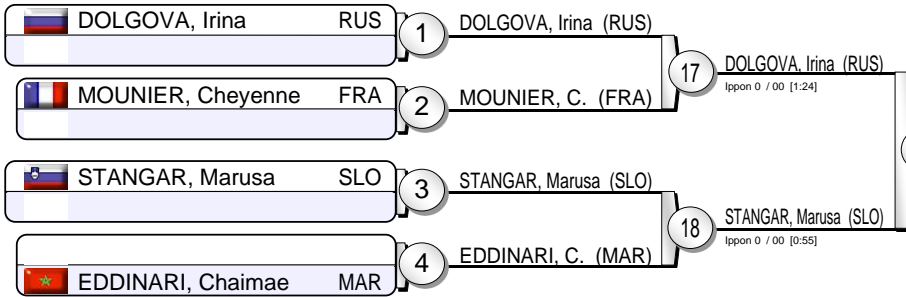 DOLGOVA, Irina RUS
1
DOLGOVA, Irina (RUS)
17
DOLGOVA, Irina (RUS)
Ippon 0 / 00 [1:24]
MOUNIER, Cheyenne FRA
2
MOUNIER, C. (FRA)
STANGAR, Marusa SLO
3
STANGAR, Marusa (SLO)
18
STANGAR, Marusa (SLO)
Ippon 0 / 00 [0:55]
EDDINARI, Chaimae MAR
4
EDDINARI, C. (MAR)